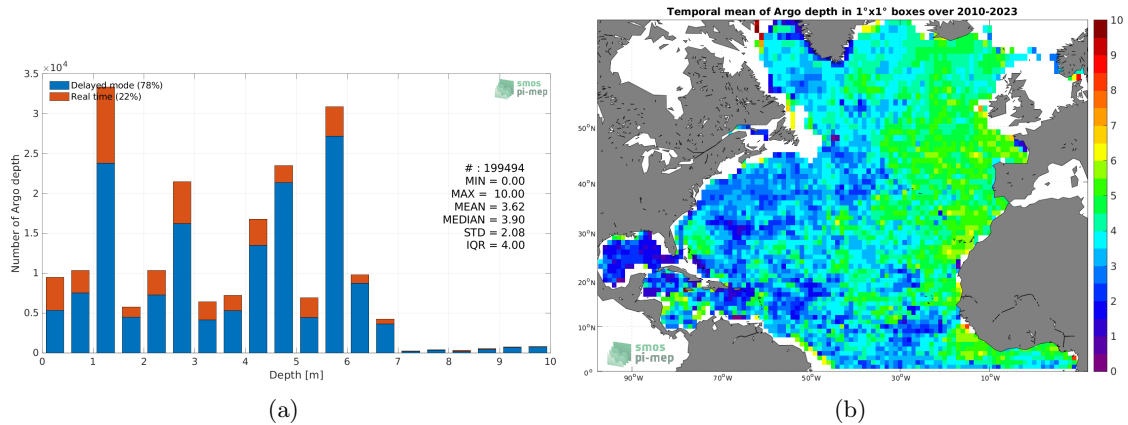 ×10⁴
3.5
3
2.5
2
1.5
1
0.5
0
Number of Argo depth
Delayed mode (78%)
Real time (22%)
smos
pi-mep
# : 199494
MIN = 0.00
MAX = 10.00
MEAN = 3.62
MEDIAN = 3.90
STD = 2.08
IQR = 4.00
0 1 2 3 4 5 6 7 8 9 10
Depth [m]
(a)
Temporal mean of Argo depth in 1°x1° boxes over 2010-2023
50°N
40°N
30°N
20°N
10°N
0°
90°W 70°W 50°W 30°W 10°W
smos
pi-mep
10
9
8
7
6
5
4
3
2
1
0
(b)